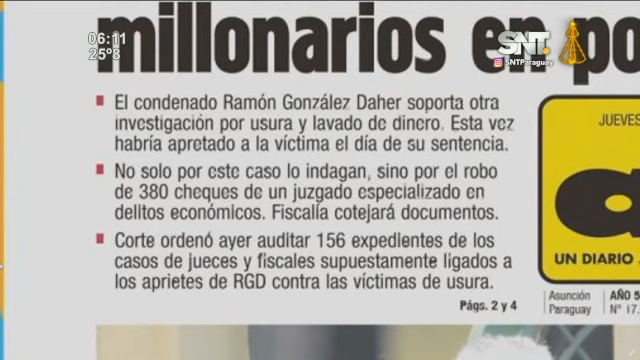 06:11
25°8
SNT.
SNTParaguay
millonarios en po
El condenado Ramón González Daher soporta otra
investigación por usura y lavado de dinero. Esta vez
habría apretado a la víctima el día de su sentencia.
No solo por este caso lo indagan, sino por el robo
de 380 cheques de un juzgado especializado en
delitos económicos. Fiscalía cotejará documentos.
Corte ordenó ayer auditar 156 expedientes de los
casos de jueces y fiscales supuestamente ligados a
los aprietes de RGD contra las víctimas de usura.
Págs. 2 y 4
JUEVES
a
UN DIARIO
Asunción
Paraguay
AÑO 5
N° 17.